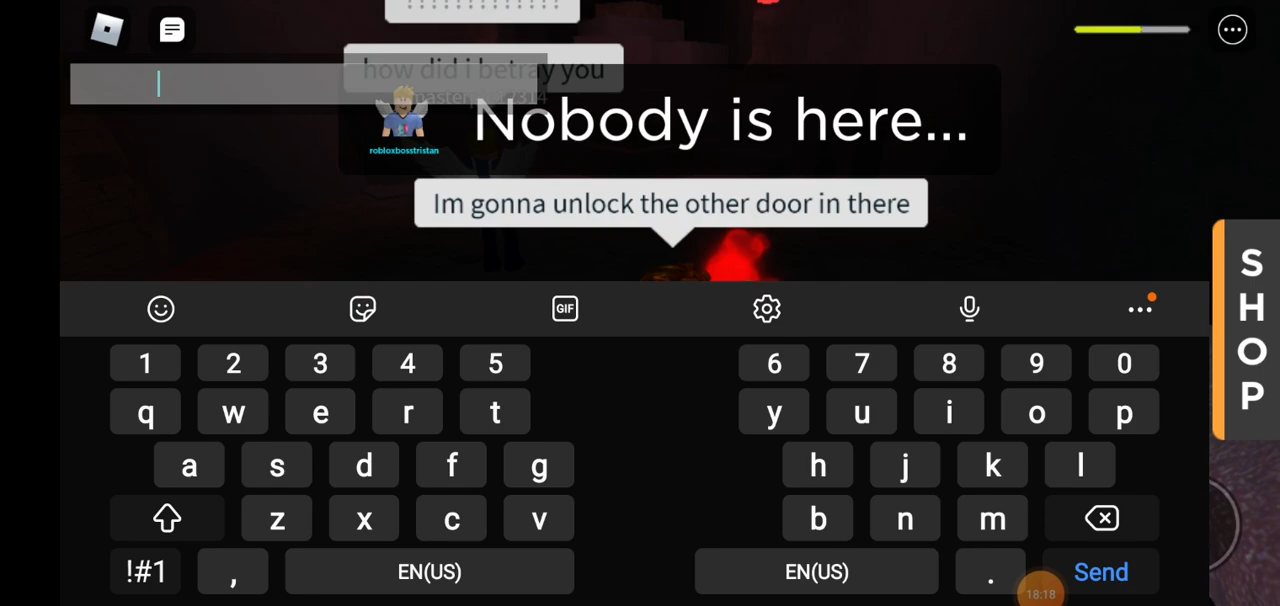 !!!!!!!!!!!!!
how did i betray you
Nobody is here...
robloxbosstristan
Im gonna unlock the other door in there
GIF
1 2 3 4 5 6 7 8 9 0
q w e r t y u i o p
a s d f g h j k l
z x c v b n m
!#1 , EN(US) EN(US) . Send
18:18
SHOP